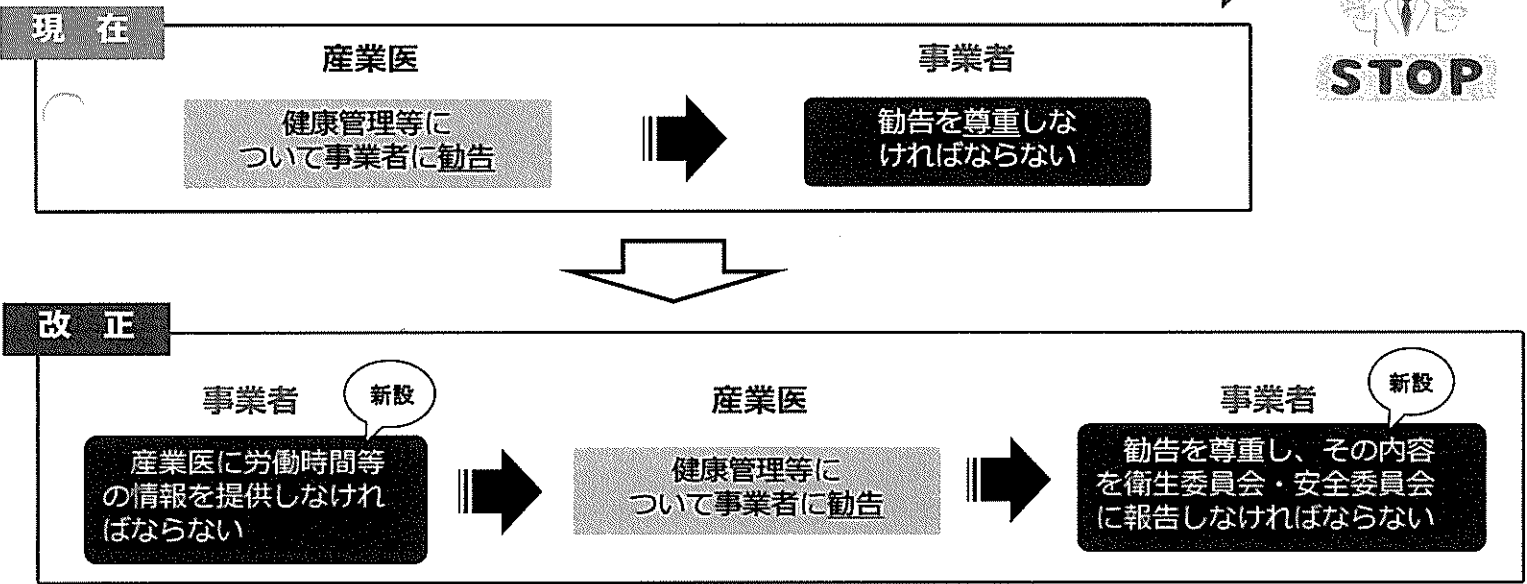 現 在
産業医
事業者
STOP
健康管理等に
ついて事業者に勧告
勧告を尊重しな
ければならない
改 正
事業者
新設
産業医
事業者
新設
産業医に労働時間等
の情報を提供しなけれ
ばならない
健康管理等に
ついて事業者に勧告
勧告を尊重し、その内容
を衛生委員会・安全委員会
に報告しなければならない